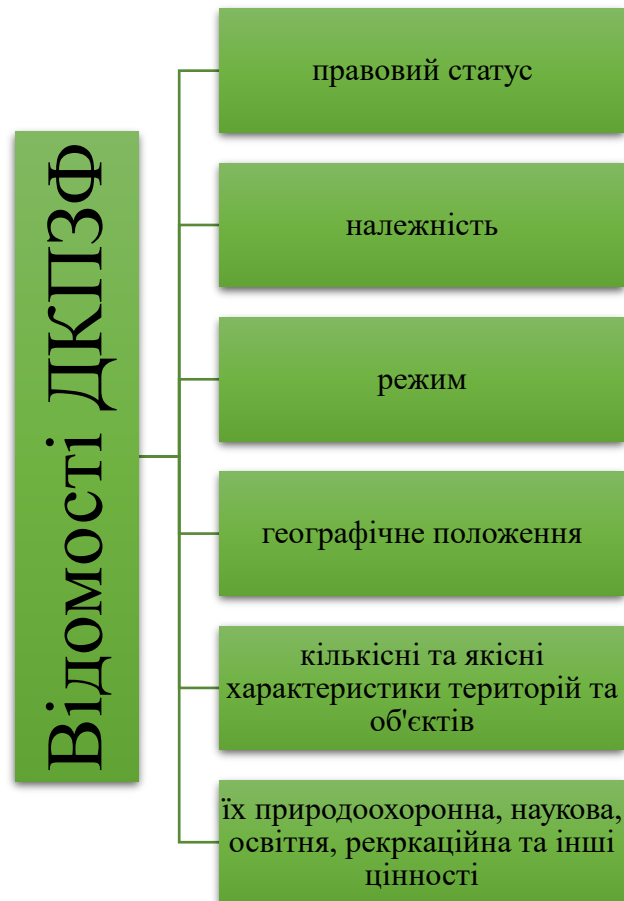 Відомості ДКПЗФ
правовий статус
належність
режим
географічне положення
кількісні та якісні
характеристики територій та
об'єктів
їх природоохоронна, наукова,
освітня, рекркаційна та інші
цінності